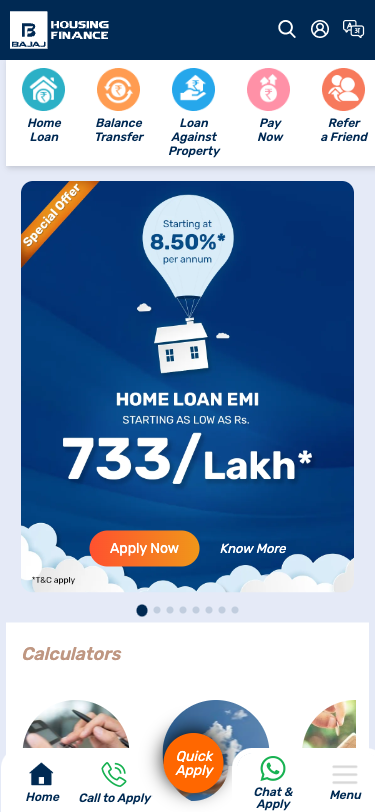 BAJAJ
HOUSING
FINANCE
Home
Loan
Balance
Transfer
Loan
Against
Property
Pay
Now
Refer
a Friend
Special Offer
Starting at
8.50%*
per annum
HOME LOAN EMI
STARTING AS LOW AS Rs.
733/Lakh*
Apply Now
Know More
*T&C apply
Calculators
Home
Call to Apply
Quick
Apply
Chat &
Apply
Menu